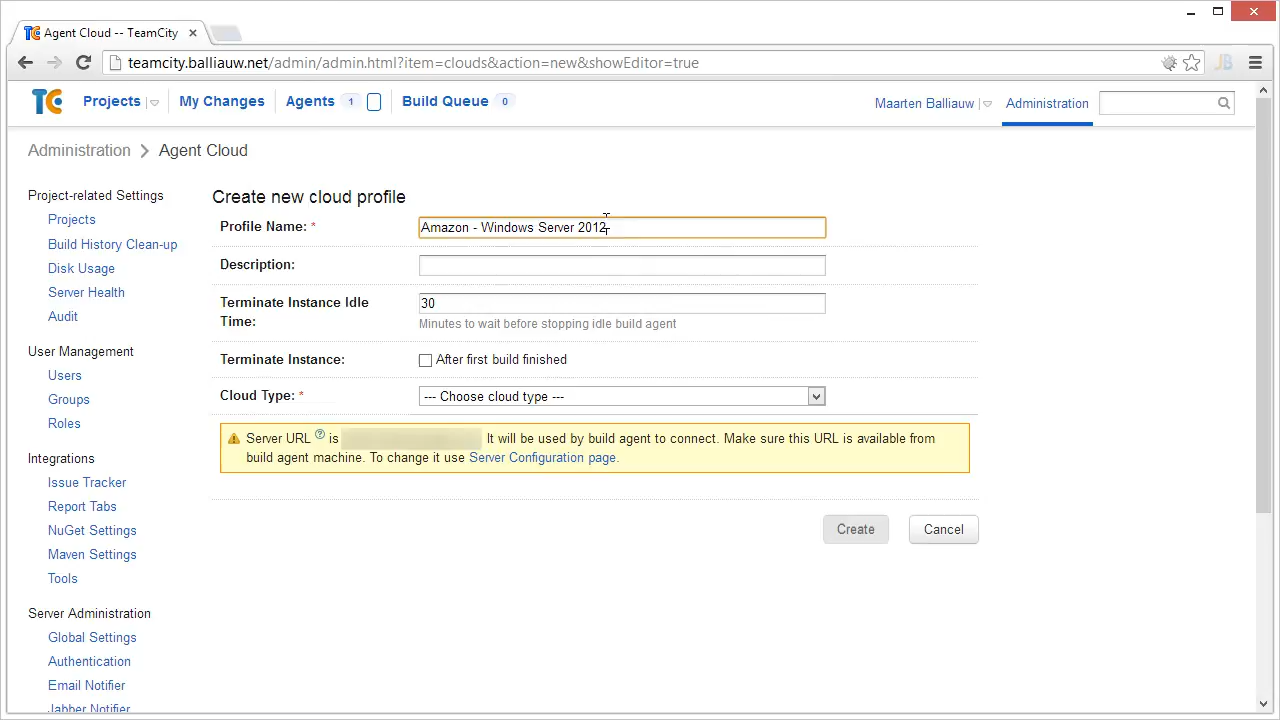 Agent Cloud -- TeamCity
teamcity.balliauw.net/admin/admin.html?item=clouds&action=new&showEditor=true
JB
TC
Projects
My Changes
Agents 1
Build Queue 0
Maarten Balliauw
Administration
Administration > Agent Cloud
Project-related Settings
Projects
Build History Clean-up
Disk Usage
Server Health
Audit
User Management
Users
Groups
Roles
Integrations
Issue Tracker
Report Tabs
NuGet Settings
Maven Settings
Tools
Server Administration
Global Settings
Authentication
Email Notifier
Jabber Notifier
Create new cloud profile
Profile Name: *
Amazon - Windows Server 2012
Description:
Terminate Instance Idle
Time:
30
Minutes to wait before stopping idle build agent
Terminate Instance:
After first build finished
Cloud Type: *
--- Choose cloud type ---
Server URL ? is It will be used by build agent to connect. Make sure this URL is available from
build agent machine. To change it use Server Configuration page.
Create
Cancel